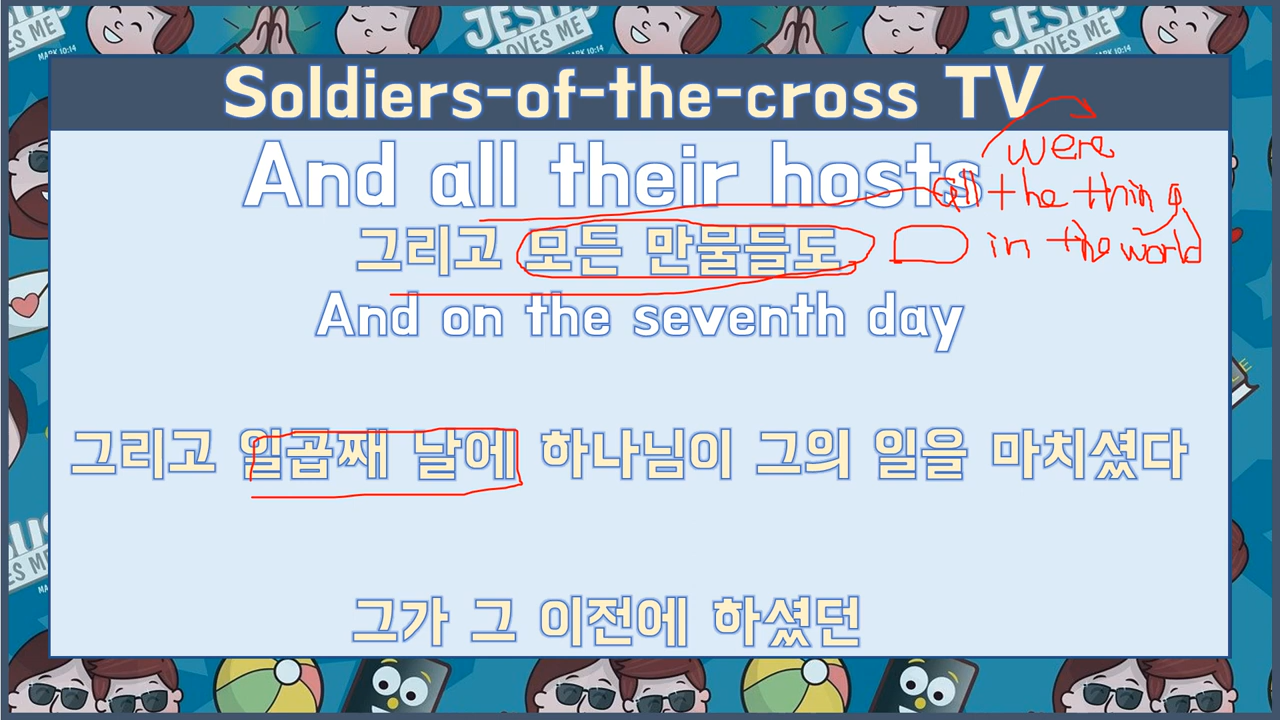 JESUS LOVES ME MARK 10:14
Soldiers-of-the-cross TV
And all their hosts
were
all the things
그리고 모든 만물들도
in the world
And on the seventh day
그리고 일곱째 날에 하나님이 그의 일을 마치셨다
그가 그 이전에 하셨던